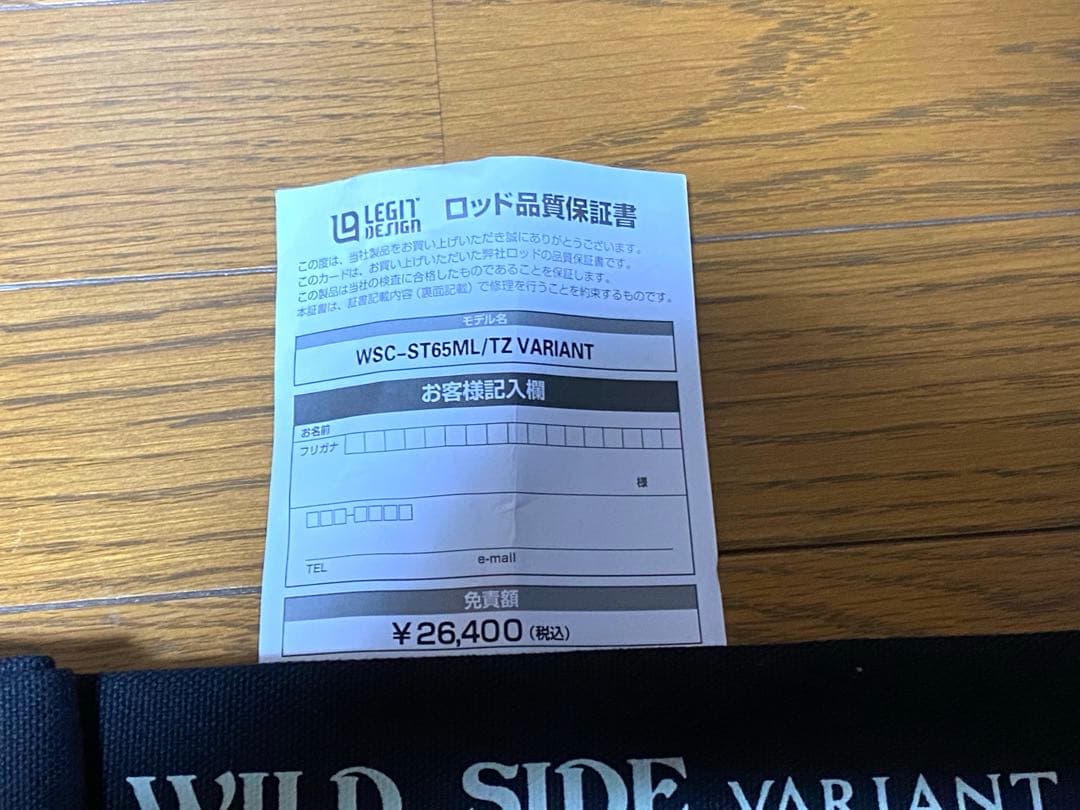 LEGIT DESIGN ロッド品質保証書
この度は、当社製品をお買い上げいただき誠にありがとうございます。
このカードは、お買い上げいただいた弊社ロッドの品質保証書です。
この製品は当社の検査に合格したものであることを保証します。
本証書は、証書記載内容（裏面記載）で修理を行うことを約束するものです。
モデル名
WSC-ST65ML/TZ VARIANT
お客様記入欄
お名前
フリガナ
様
TEL e-mail
免責額
￥26,400（税込）
WILD SIDE VARIANT